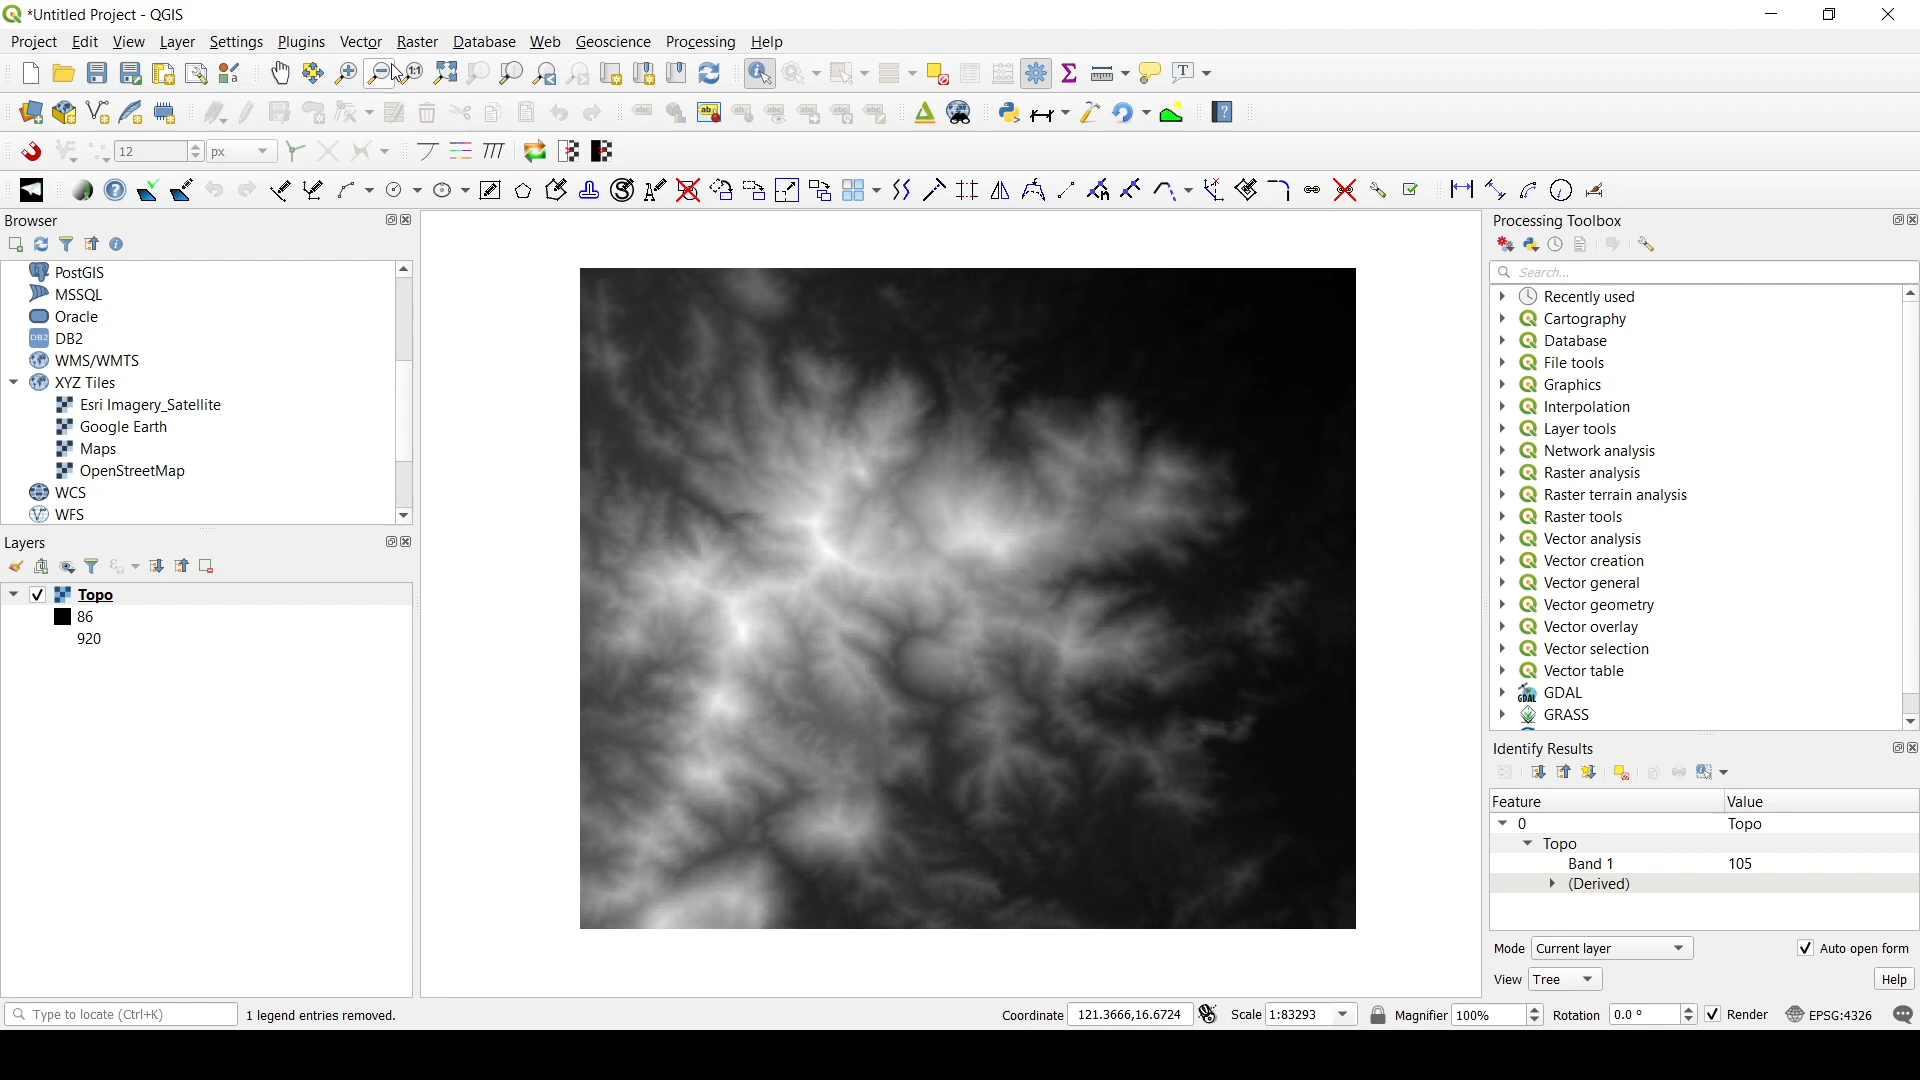 *Untitled Project - QGIS
Project Edit View Layer Settings Plugins Vector Raster Database Web Geoscience Processing Help
12 px
Browser
PostGIS
MSSQL
Oracle
DB2
WMS/WMTS
XYZ Tiles
Esri Imagery_Satellite
Google Earth
Maps
OpenStreetMap
WCS
WFS
Layers
Topo
86
920
Processing Toolbox
Search...
Recently used
Cartography
Database
File tools
Graphics
Interpolation
Layer tools
Network analysis
Raster analysis
Raster terrain analysis
Raster tools
Vector analysis
Vector creation
Vector general
Vector geometry
Vector overlay
Vector selection
Vector table
GDAL
GRASS
Identify Results
Feature Value
0 Topo
Topo
Band 1 105
(Derived)
Mode Current layer Auto open form
View Tree Help
Type to locate (Ctrl+K) 1 legend entries removed. Coordinate 121.3666,16.6724 Scale 1:83293 Magnifier 100% Rotation 0.0 ° Render EPSG:4326